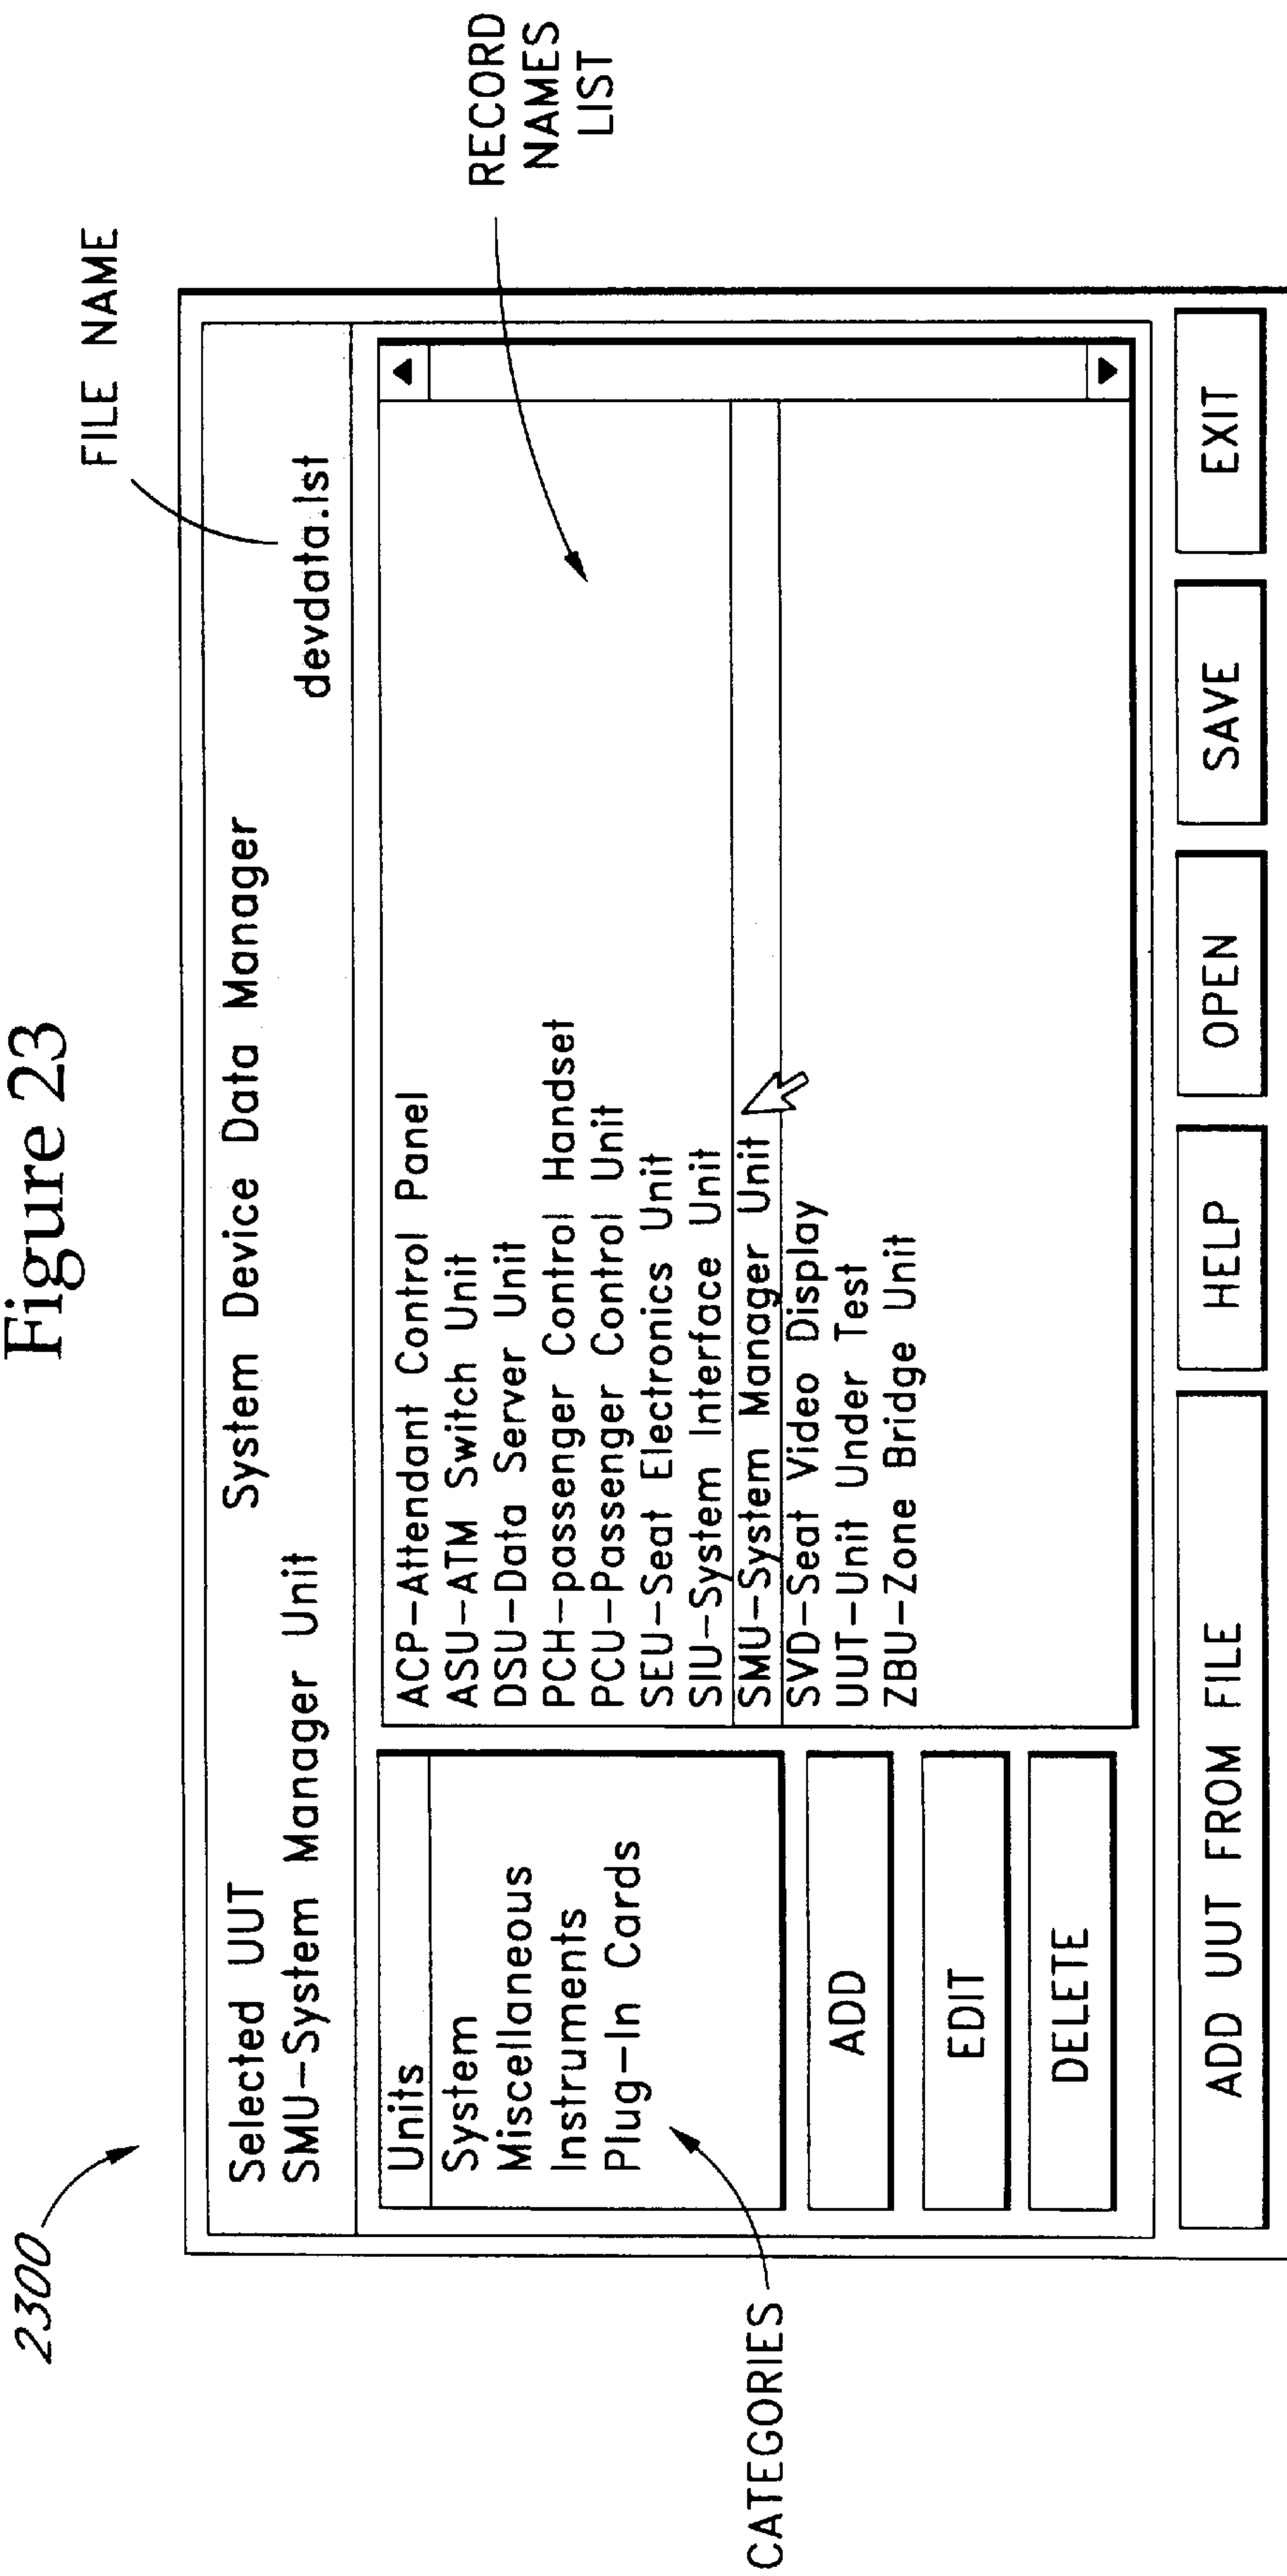 Figure 23
2300
FILE NAME
RECORD
NAMES
LIST
CATEGORIES
Selected UUT
System Device Data Manager
SMU-System Manager Unit
devdata.lst
Units
System
Miscellaneous
Instruments
Plug-In Cards
ADD
EDIT
DELETE
ACP-Attendant Control Panel
ASU-ATM Switch Unit
DSU-Data Server Unit
PCH-passenger Control Handset
PCU-Passenger Control Unit
SEU-Seat Electronics Unit
SIU-System Interface Unit
SMU-System Manager Unit
SVD-Seat Video Display
UUT-Unit Under Test
ZBU-Zone Bridge Unit
ADD UUT FROM FILE
HELP
OPEN
SAVE
EXIT